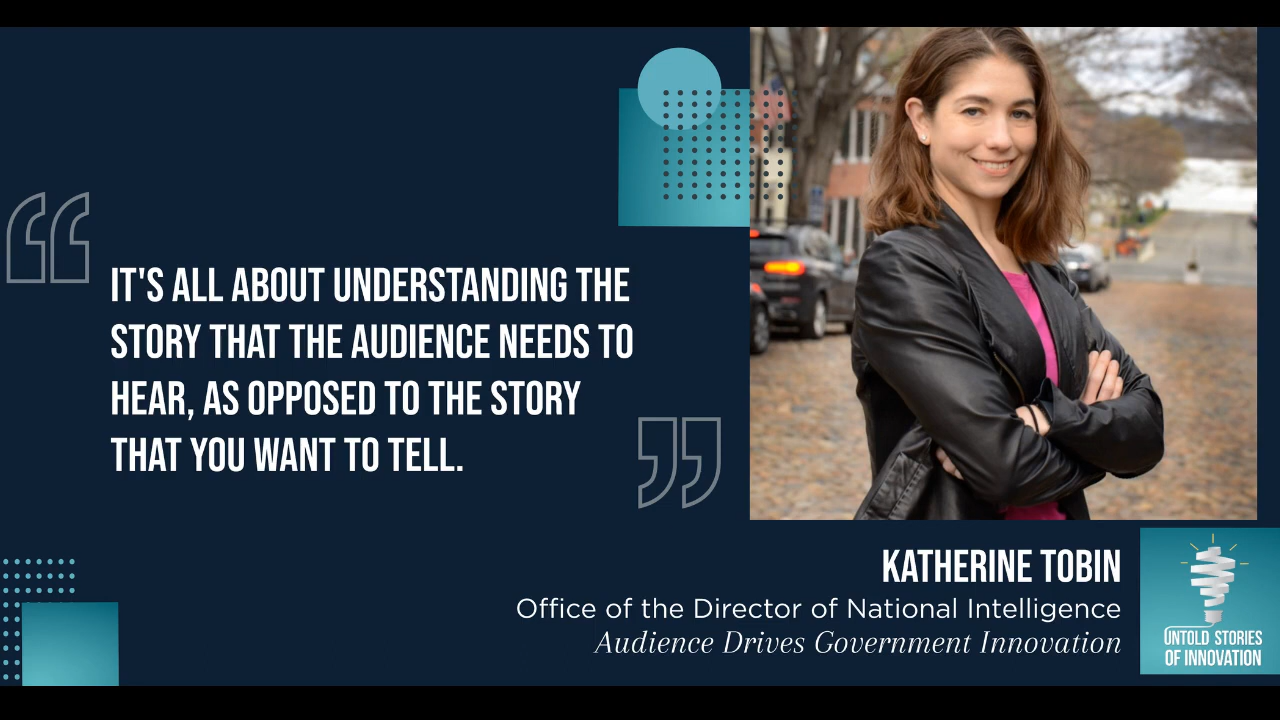 IT'S ALL ABOUT UNDERSTANDING THE
STORY THAT THE AUDIENCE NEEDS TO
HEAR, AS OPPOSED TO THE STORY
THAT YOU WANT TO TELL.
KATHERINE TOBIN
Office of the Director of National Intelligence
Audience Drives Government Innovation
UNTOLD STORIES
OF INNOVATION